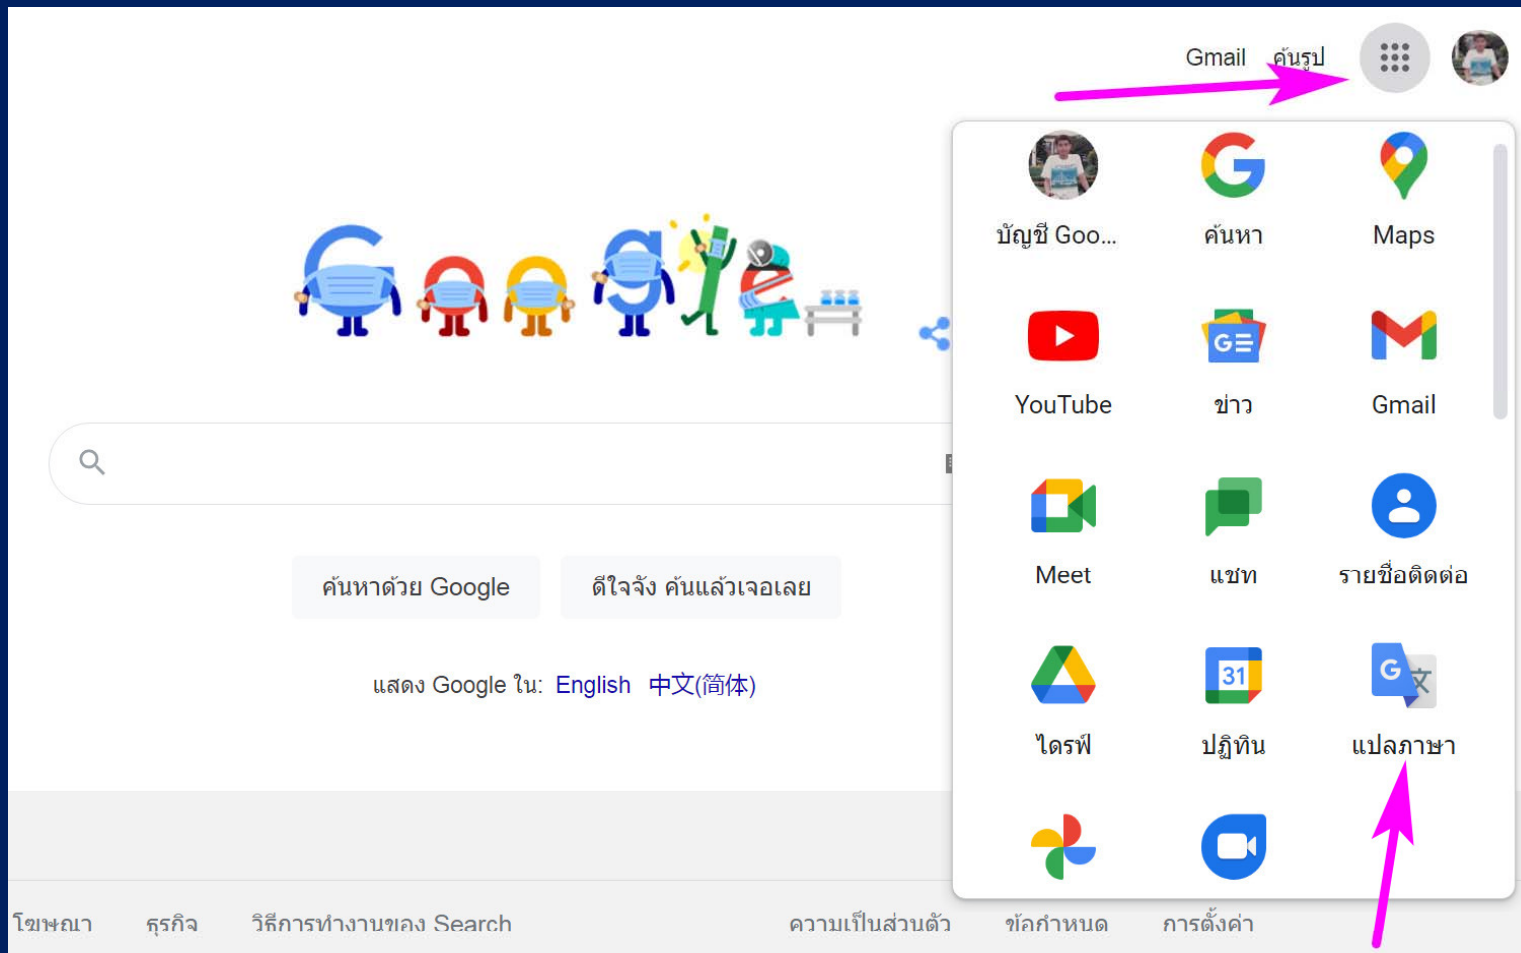 Gmail ค้นรูป
Google
บัญชี Goo... ค้นหา Maps
YouTube ข่าว Gmail
Meet แชท รายชื่อติดต่อ
31
ไดรฟ์ ปฏิทิน แปลภาษา
ค้นหาด้วย Google ดีใจจัง ค้นแล้วเจอเลย
แสดง Google ใน: English 中文(简体)
โฆษณา ธุรกิจ วิธีการทำงานของ Search ความเป็นส่วนตัว ข้อกำหนด การตั้งค่า